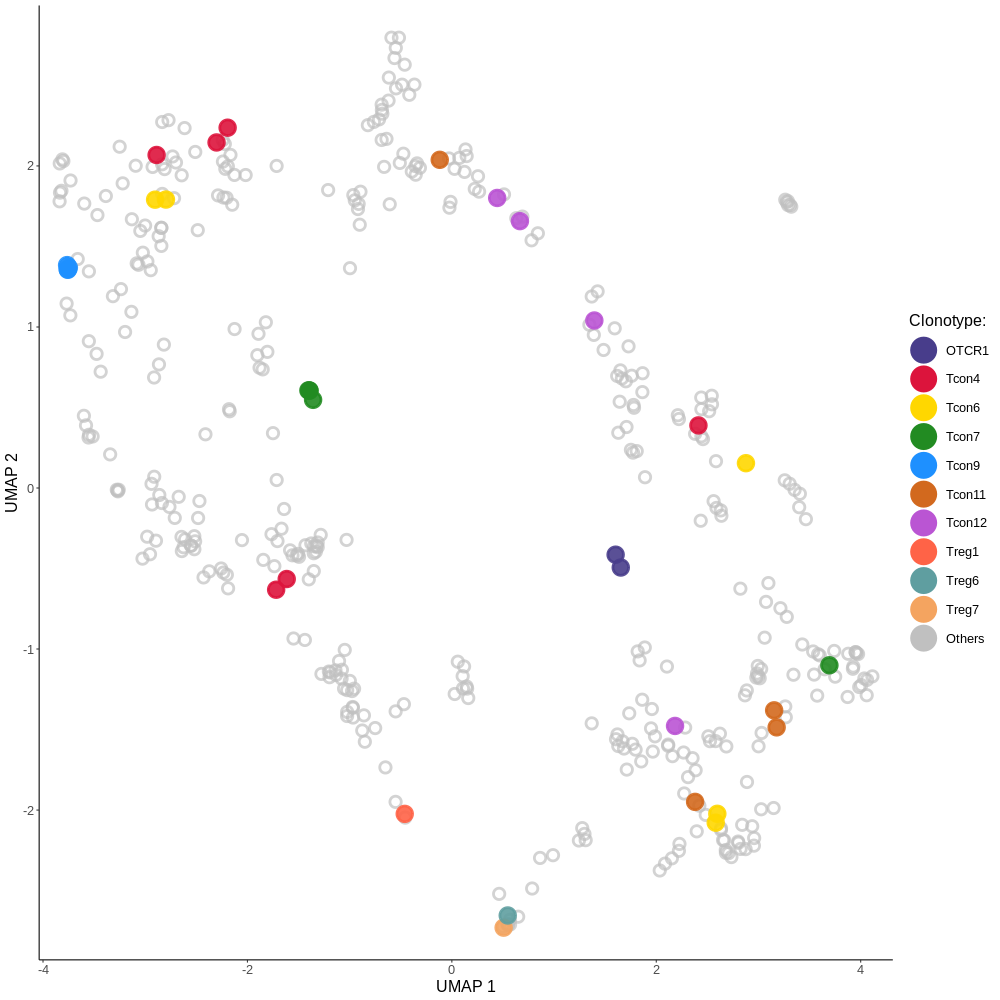 2
1
0
-1
-2
-4
-2
0
2
4
UMAP 1
UMAP 2
Clonotype:
OTCR1
Tcon4
Tcon6
Tcon7
Tcon9
Tcon11
Tcon12
Treg1
Treg6
Treg7
Others